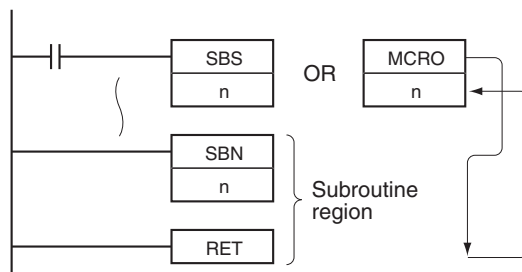 SBS
n
OR
MCRO
n
SBN
n
Subroutine
region
RET